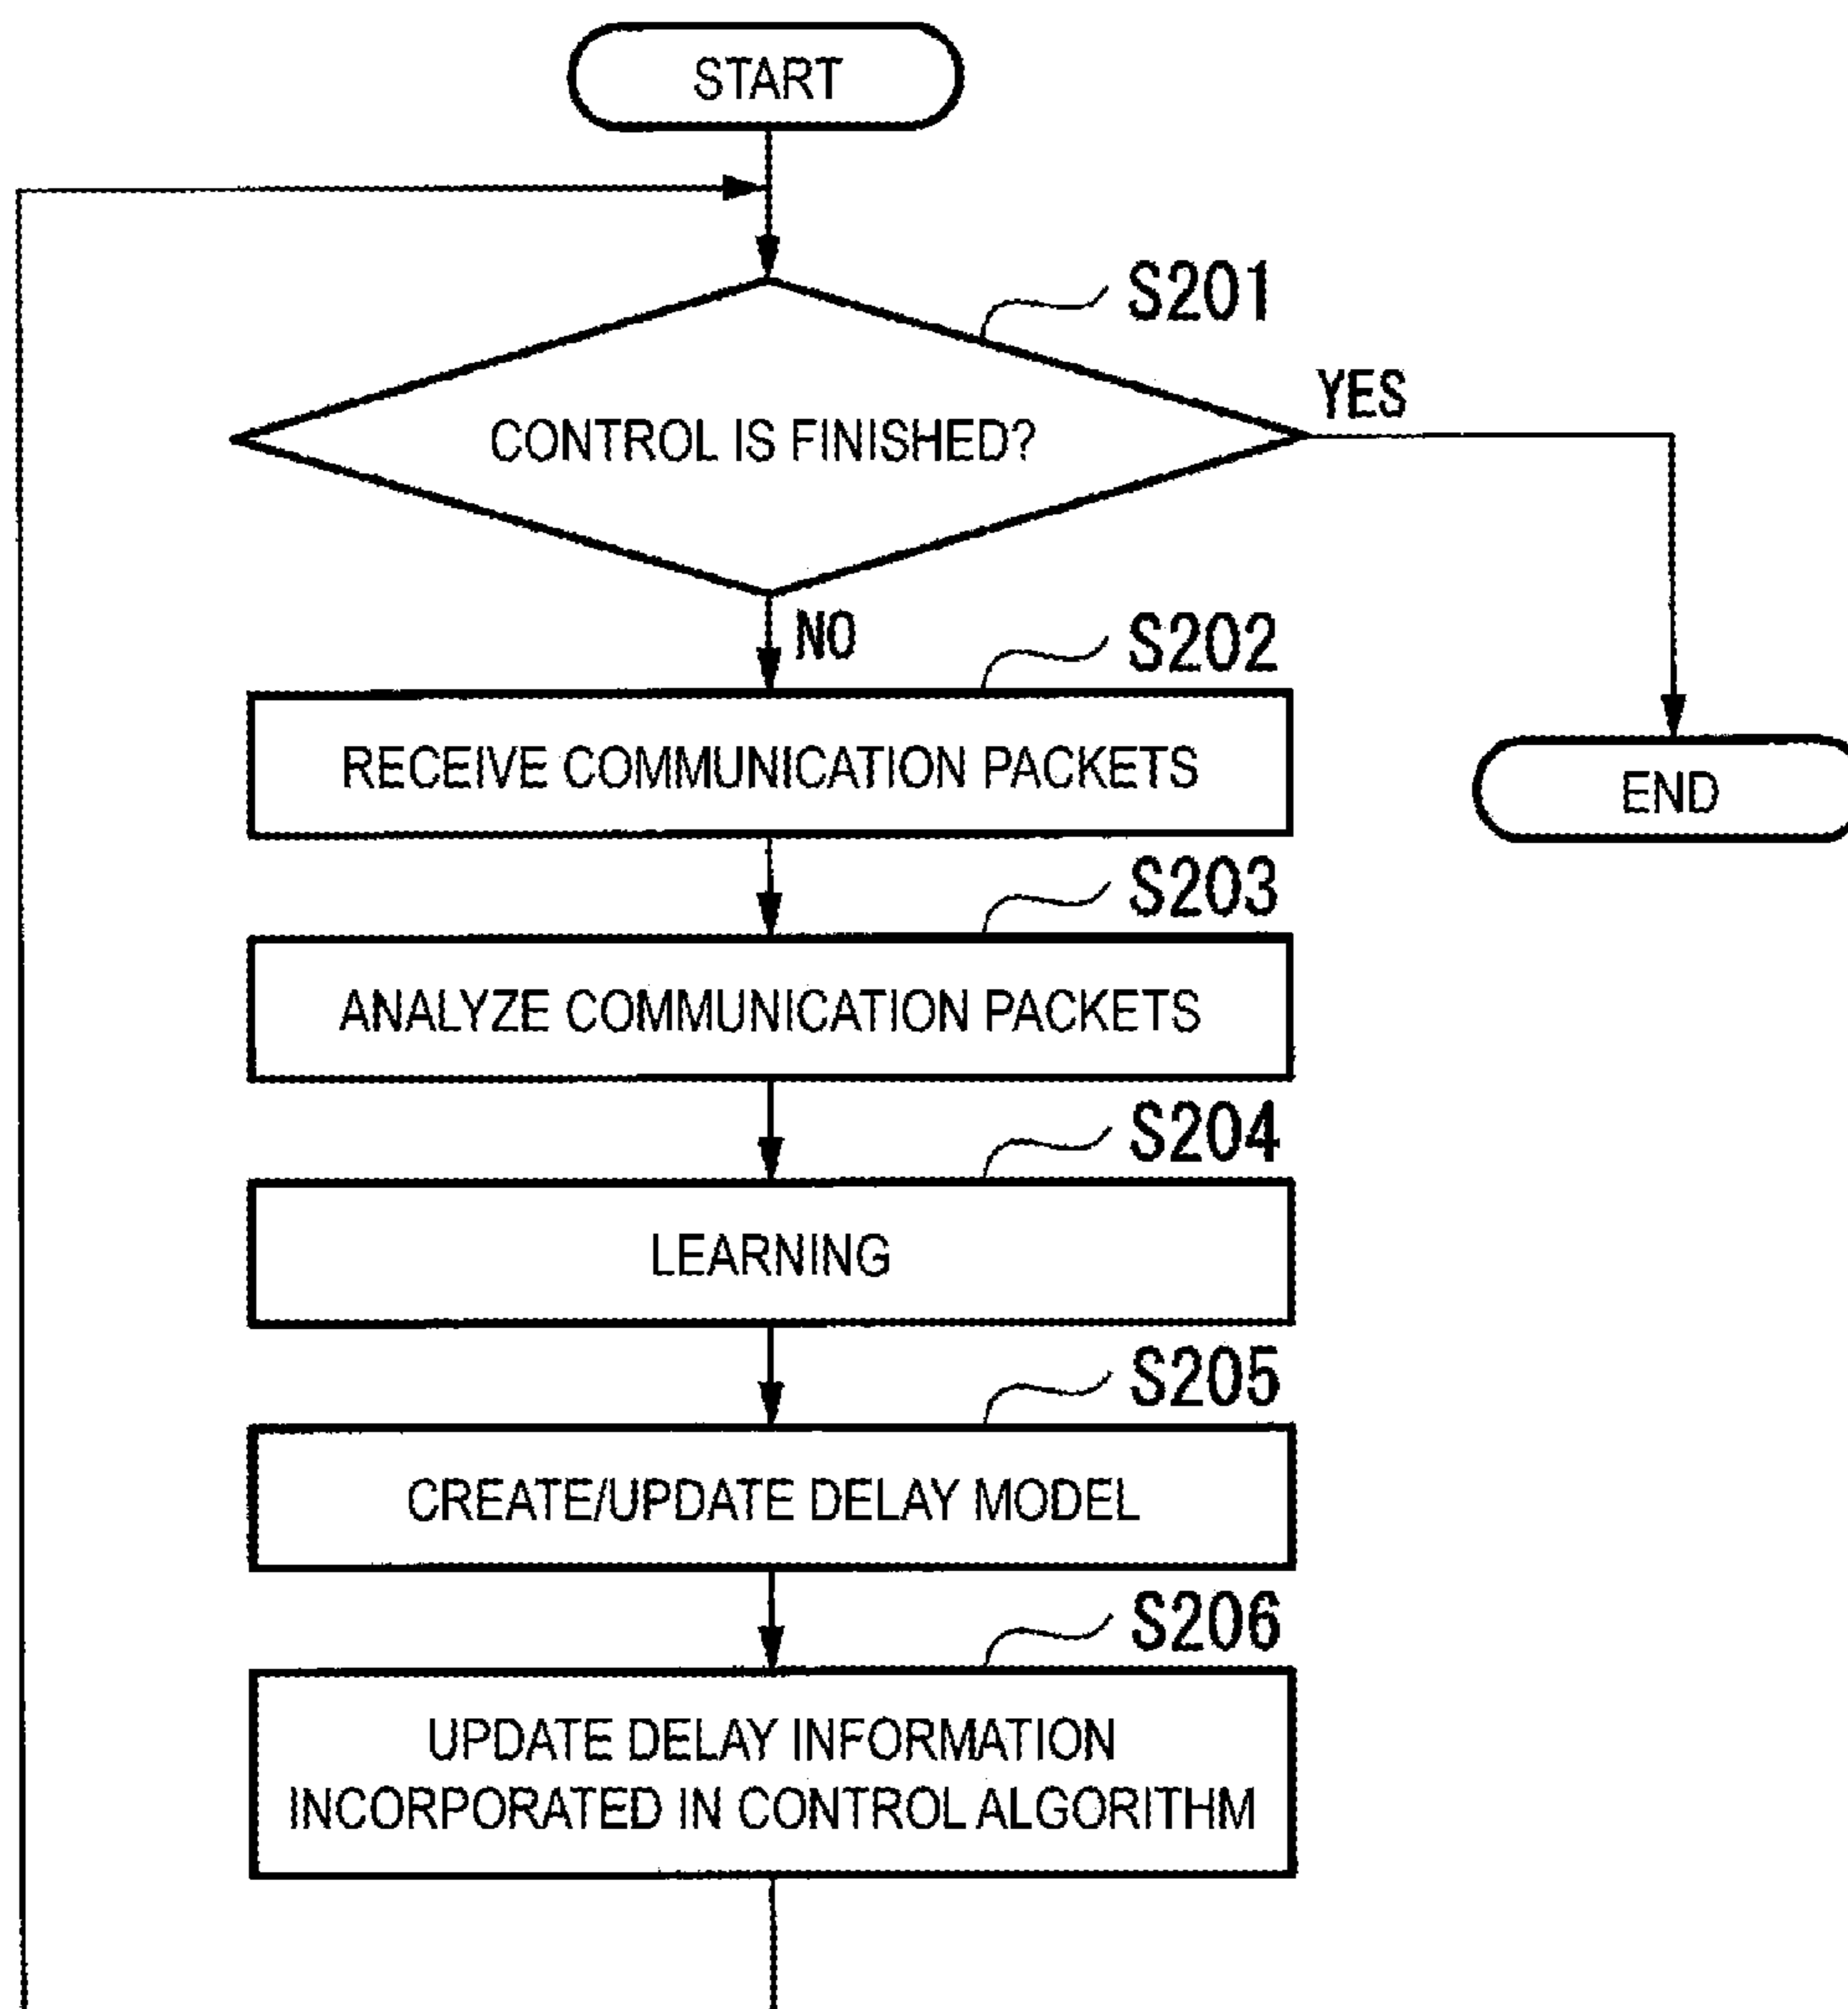 START
S201
CONTROL IS FINISHED?
YES
NO
S202
RECEIVE COMMUNICATION PACKETS
END
S203
ANALYZE COMMUNICATION PACKETS
S204
LEARNING
S205
CREATE/UPDATE DELAY MODEL
S206
UPDATE DELAY INFORMATION
INCORPORATED IN CONTROL ALGORITHM